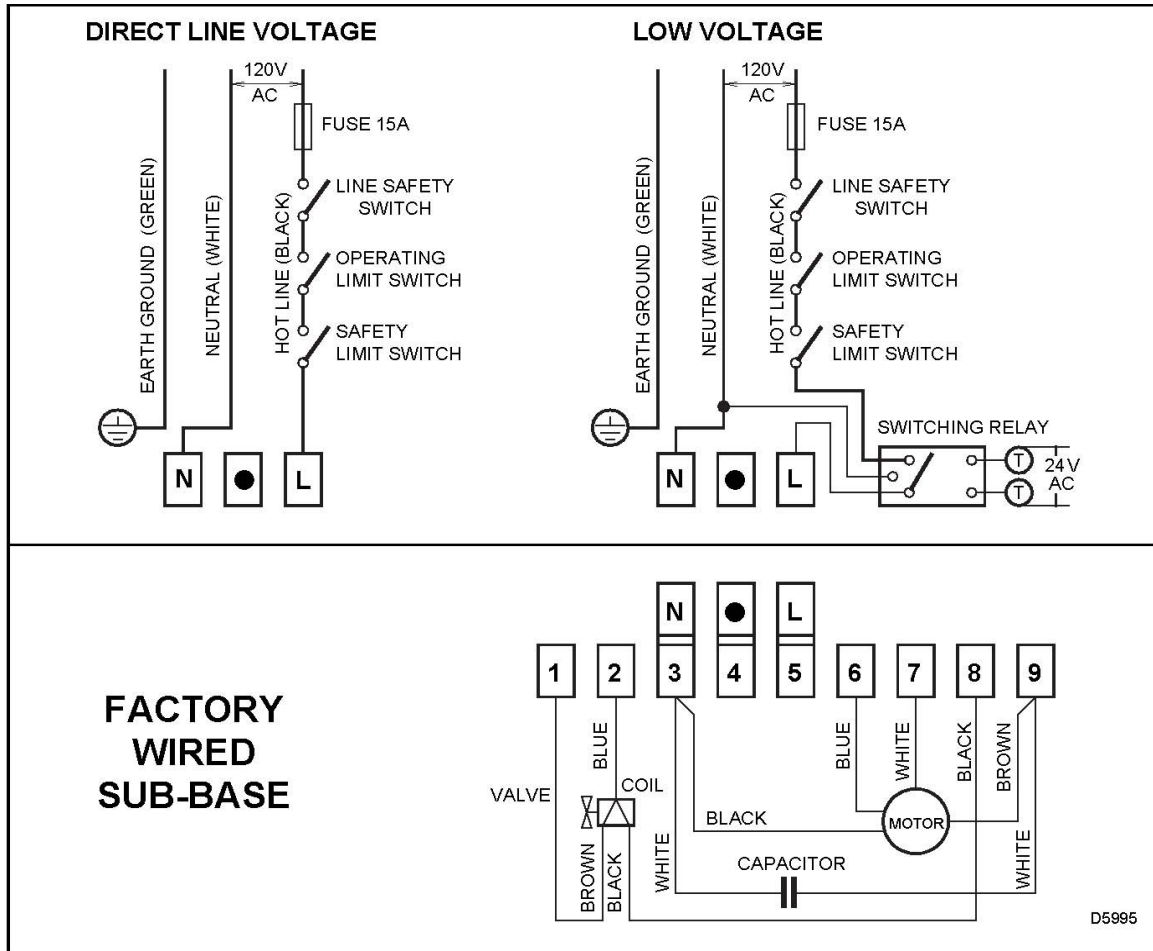 DIRECT LINE VOLTAGE
120V
AC
FUSE 15A
LINE SAFETY
SWITCH
OPERATING
LIMIT SWITCH
SAFETY
LIMIT SWITCH
EARTH GROUND (GREEN)
NEUTRAL (WHITE)
HOT LINE (BLACK)
N
L
LOW VOLTAGE
120V
AC
FUSE 15A
LINE SAFETY
SWITCH
OPERATING
LIMIT SWITCH
SAFETY
LIMIT SWITCH
EARTH GROUND (GREEN)
NEUTRAL (WHITE)
HOT LINE (BLACK)
SWITCHING RELAY
T
T
24V
AC
N
L
FACTORY
WIRED
SUB-BASE
N
L
1
2
3
4
5
6
7
8
9
BLUE
BLUE
WHITE
BLACK
BROWN
VALVE
COIL
BLACK
MOTOR
BROWN
BLACK
WHITE
CAPACITOR
WHITE
D5995